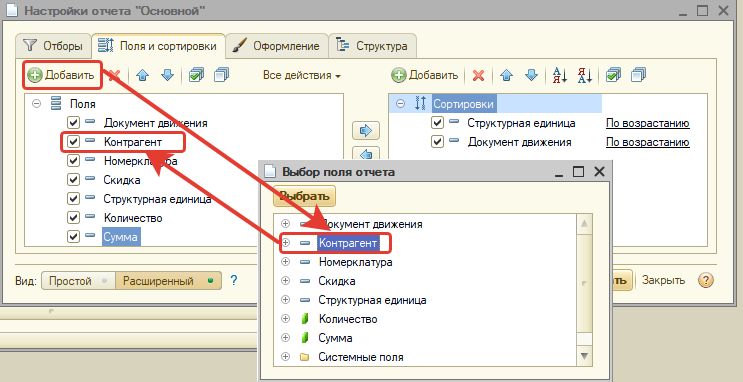 Настройки отчета "Основной"
Отборы
Поля и сортировки
Оформление
Структура
Добавить
Все действия
Добавить
Поля
Документ движения
Контрагент
Номерклатура
Скидка
Структурная единица
Количество
Сумма
Сортировки
Структурная единица По возрастанию
Документ движения По возрастанию
Выбор поля отчета
Выбрать
Документ движения
Контрагент
Номерклатура
Скидка
Структурная единица
Количество
Сумма
Системные поля
Вид: Простой Расширенный ?
Закрыть ?